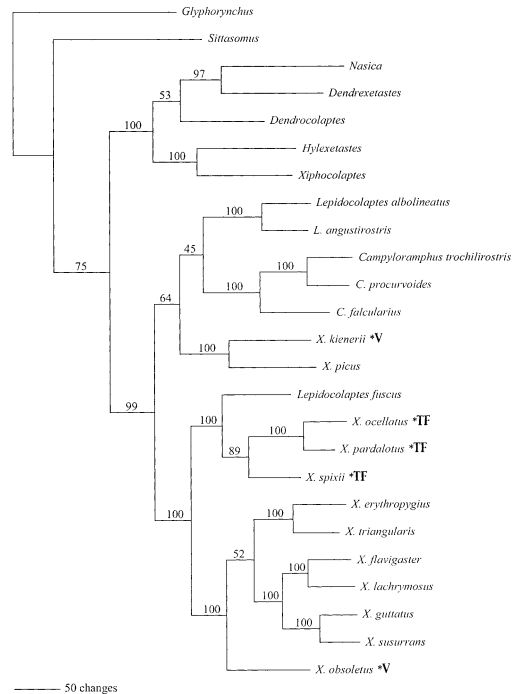 Glyphorynchus
Sittasomus
Nasica
97
Dendrexetastes
53
Dendrocolaptes
100
Hylexetastes
100
Xiphocolaptes
Lepidocolaptes albolineatus
100
L. angustirostris
45
Campyloramphus trochilirostris
100
C. procurvoides
100
C. falcularius
75
64
X. kienerii *V
100
X. picus
99
Lepidocolaptes fuscus
100
X. ocellatus *TF
100
X. pardalotus *TF
89
X. spixii *TF
100
X. erythropygius
100
X. triangularis
52
X. flavigaster
100
X. lachrymosus
100
X. guttatus
100
X. susurrans
100
X. obsoletus *V
50 changes